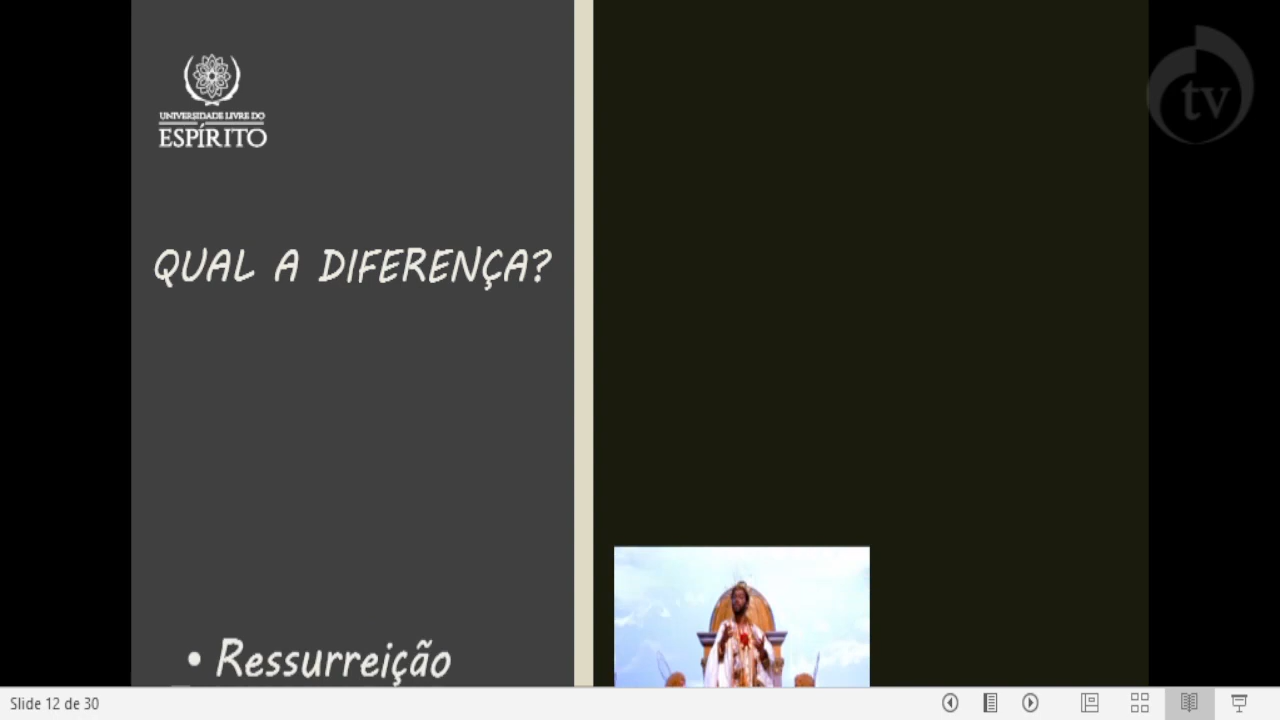 UNIVERSIDADE LIVRE DO
ESPÍRITO
tv
QUAL A DIFERENÇA?
• Ressurreição
Slide 12 de 30